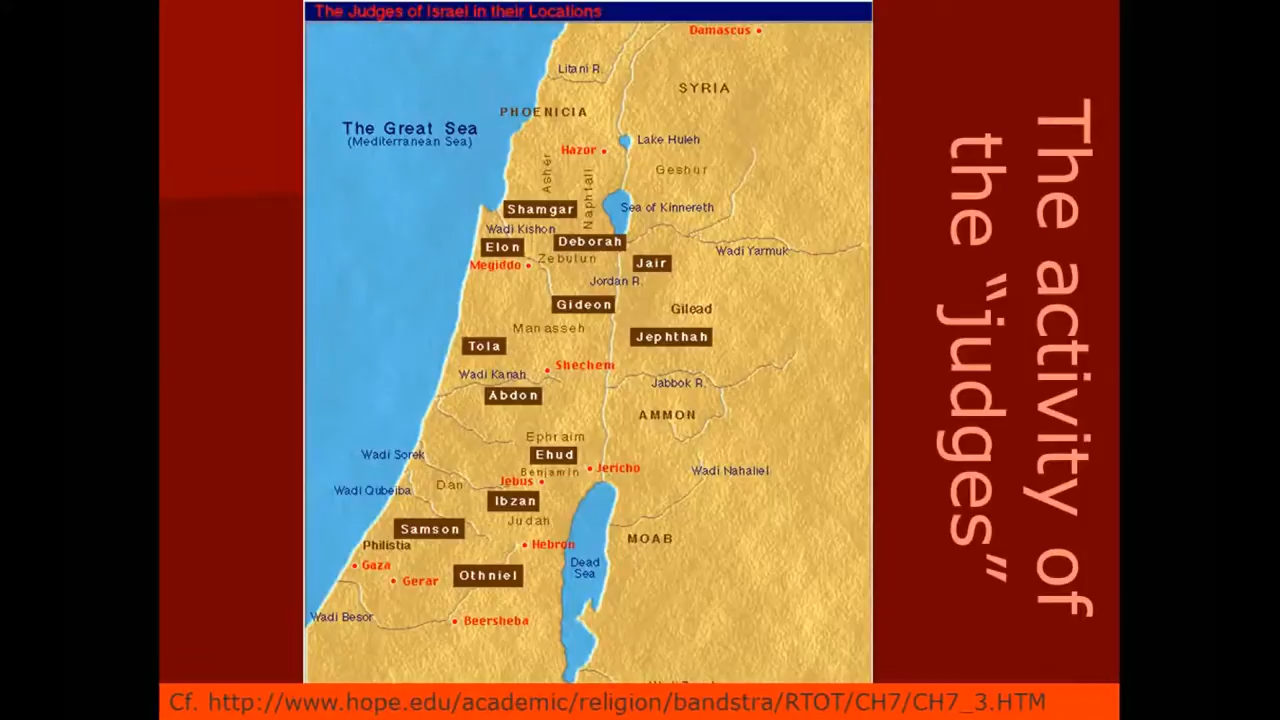 The Judges of Israel in their Locations
Damascus
Litani R.
SYRIA
PHOENICIA
The Great Sea
(Mediterranean Sea)
Lake Huleh
Hazor
Asher
Naphtali
Geshur
Shamgar
Sea of Kinnereth
Wadi Kishon
Elon
Deborah
Wadi Yarmuk
Megiddo
Zebulun
Jair
Jordan R.
Gideon
Gilead
Manasseh
Jephthah
Tola
Shechem
Wadi Kanah
Jabbok R.
Abdon
AMMON
Ephraim
Wadi Sorek
Ehud
Jericho
Benjamin
Wadi Nahaliel
Jebus
Dan
Wadi Qubeiba
Ibzan
Judah
Samson
MOAB
Philistia
Hebron
Gaza
Dead
Sea
Gerar
Othniel
Wadi Besor
Beersheba
The activity of
the “judges”
Cf. http://www.hope.edu/academic/religion/bandstra/RTOT/CH7/CH7_3.HTM